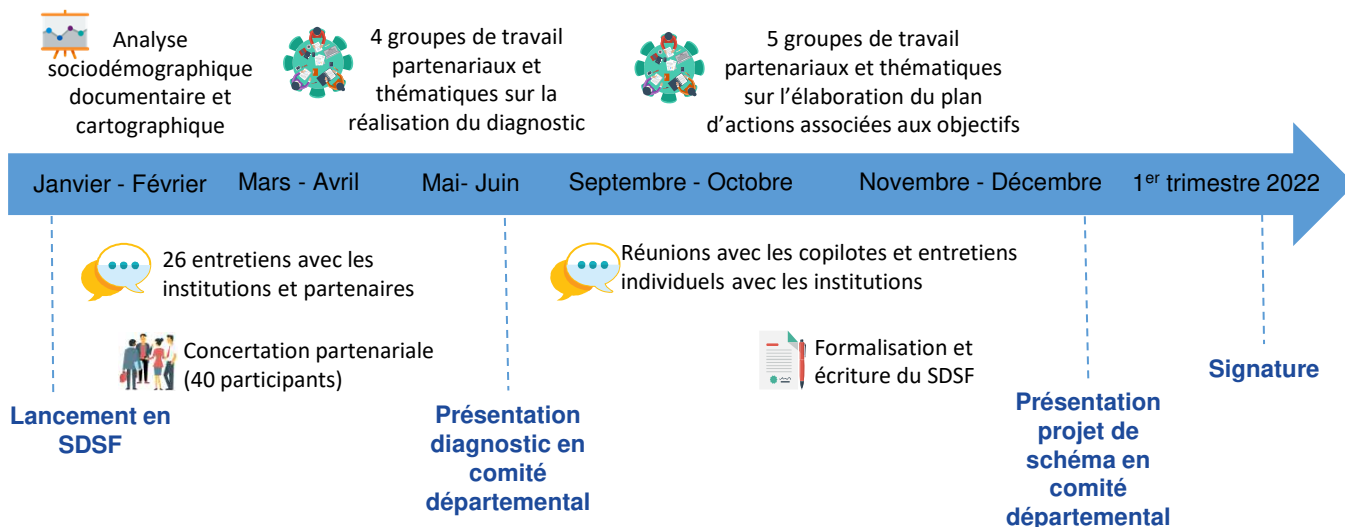 Analyse
sociodémographique
documentaire et
cartographique
4 groupes de travail
partenariaux et
thématiques sur la
réalisation du diagnostic
5 groupes de travail
partenariaux et thématiques
sur l’élaboration du plan
d’actions associées aux objectifs
Janvier - Février
Mars - Avril
Mai- Juin
Septembre - Octobre
Novembre - Décembre
1er trimestre 2022
26 entretiens avec les
institutions et partenaires
Réunions avec les copilotes et entretiens
individuels avec les institutions
Concertation partenariale
(40 participants)
Formalisation et
écriture du SDSF
Lancement en
SDSF
Présentation
diagnostic en
comité
départemental
Présentation
projet de
schéma en
comité
départemental
Signature